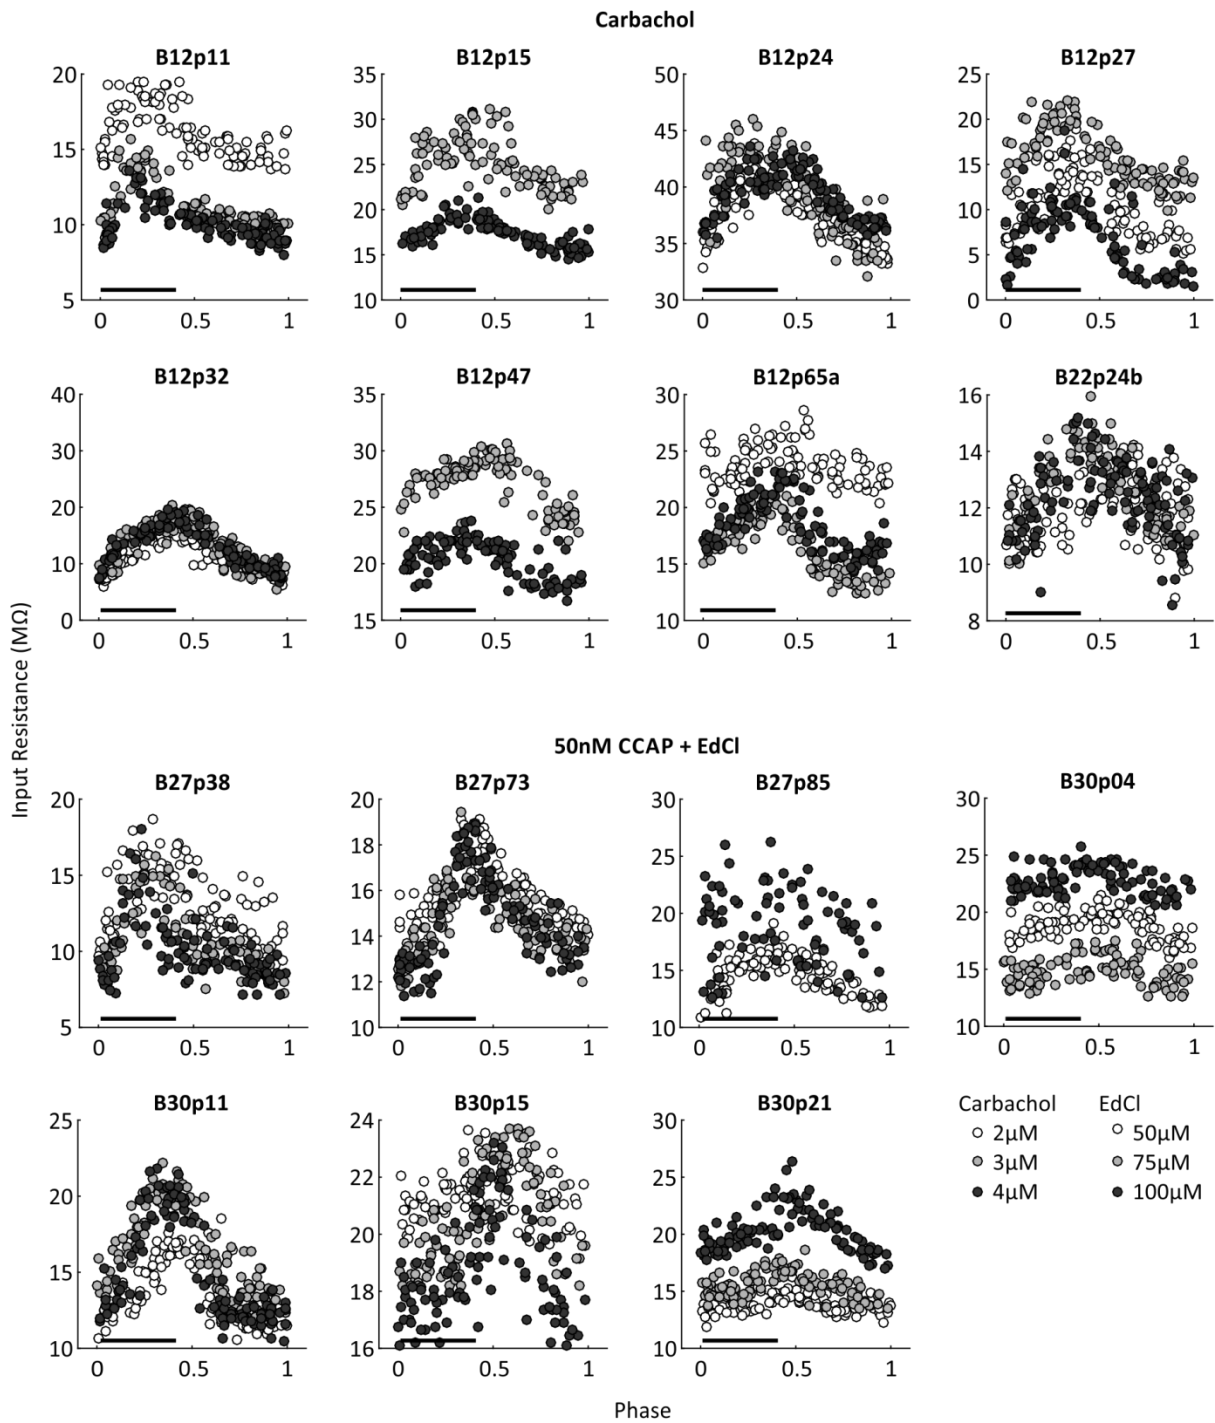 Carbachol
B12p11 B12p15 B12p24 B12p27
20 35 50 25
15 30 45 20
10 25 40 15
5 20 35 10
15 30 5
10 0
0 0.5 1 0 0.5 1 0 0.5 1 0 0.5 1
B12p32 B12p47 B12p65a B22p24b
40 35 30 16
30 30 25 14
20 25 20 12
10 20 15 10
0 15 10 8
0 0.5 1 0 0.5 1 0 0.5 1 0 0.5 1
Input Resistance (MΩ)
50nM CCAP + EdCl
B27p38 B27p73 B27p85 B30p04
20 20 30 30
15 18 25 25
10 16 20 20
5 14 15 15
12 10 10
10
0 0.5 1 0 0.5 1 0 0.5 1 0 0.5 1
B30p11 B30p15 B30p21
25 24 30
20 22 25
15 20 20
10 18 15
16 10
0 0.5 1 0 0.5 1 0 0.5 1
Carbachol EdCl
2µM 50µM
3µM 75µM
4µM 100µM
Phase